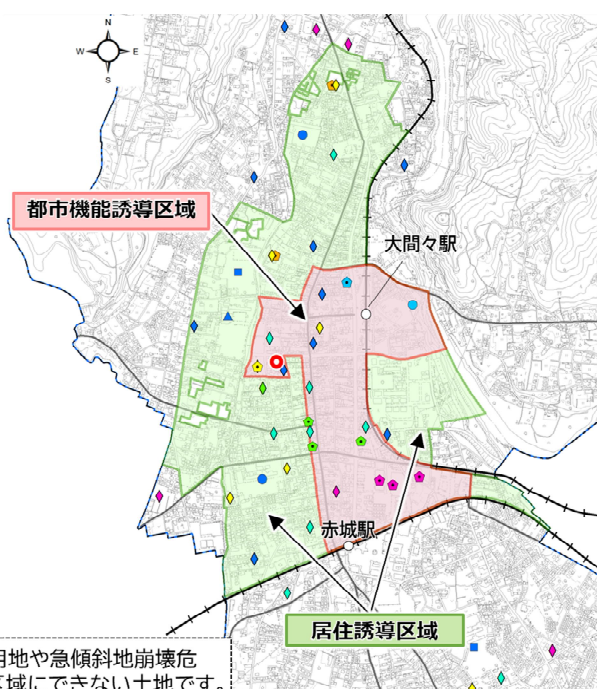 N
W E
S
都市機能誘導区域
大間々駅
赤城駅
居住誘導区域
用地や急傾斜地崩壊危
区域にできない土地です。